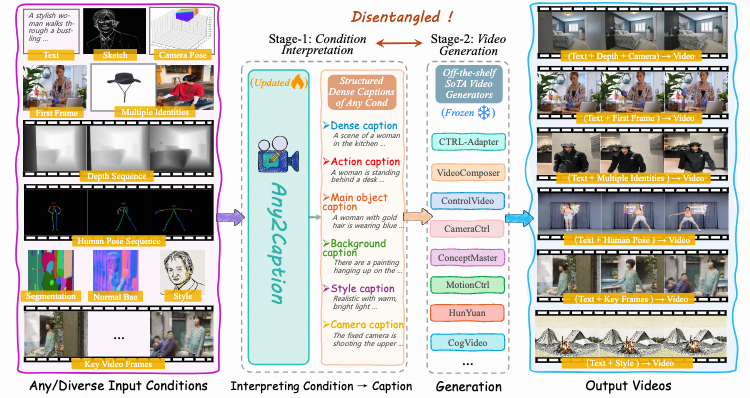 Disentangled !
Stage-1: Condition
Interpretation
Stage-2: Video
Generation
A stylish wo-
man walks th-
rough a bust-
ling ...
Text
Sketch
Camera Pose
First Frame
Multiple Identities
Depth Sequence
Human Pose Sequence
Segmentation
Normal Bae
Style
...
Key Video Frames
Any/Diverse Input Conditions
(Updated)
Any2Caption
Structured
Dense Captions
of Any Cond
➤Dense caption
A scene of a woman
in the kitchen ...
➤Action caption
A woman is standing
behind a desk ...
➤Main object
caption
A woman with gold
hair is wearing blue ...
➤Background
caption
There are a painting
hanging up on the ...
➤Style caption
Realistic with warm,
bright light ...
➤Camera caption
The fixed camera is
shooting the upper ...
Interpreting Condition → Caption
Off-the-shelf
SoTA Video
Generators
(Frozen)
CTRL-Adapter
VideoComposer
ControlVideo
CameraCtrl
ConceptMaster
MotionCtrl
HunYuan
CogVideo
...
Generation
(Text + Depth + Camera) → Video
(Text + First Frame) → Video
(Text + Multiple Identities) → Video
(Text + Human Pose ) → Video
(Text + Key Frames ) → Video
(Text + Style ) → Video
Output Videos